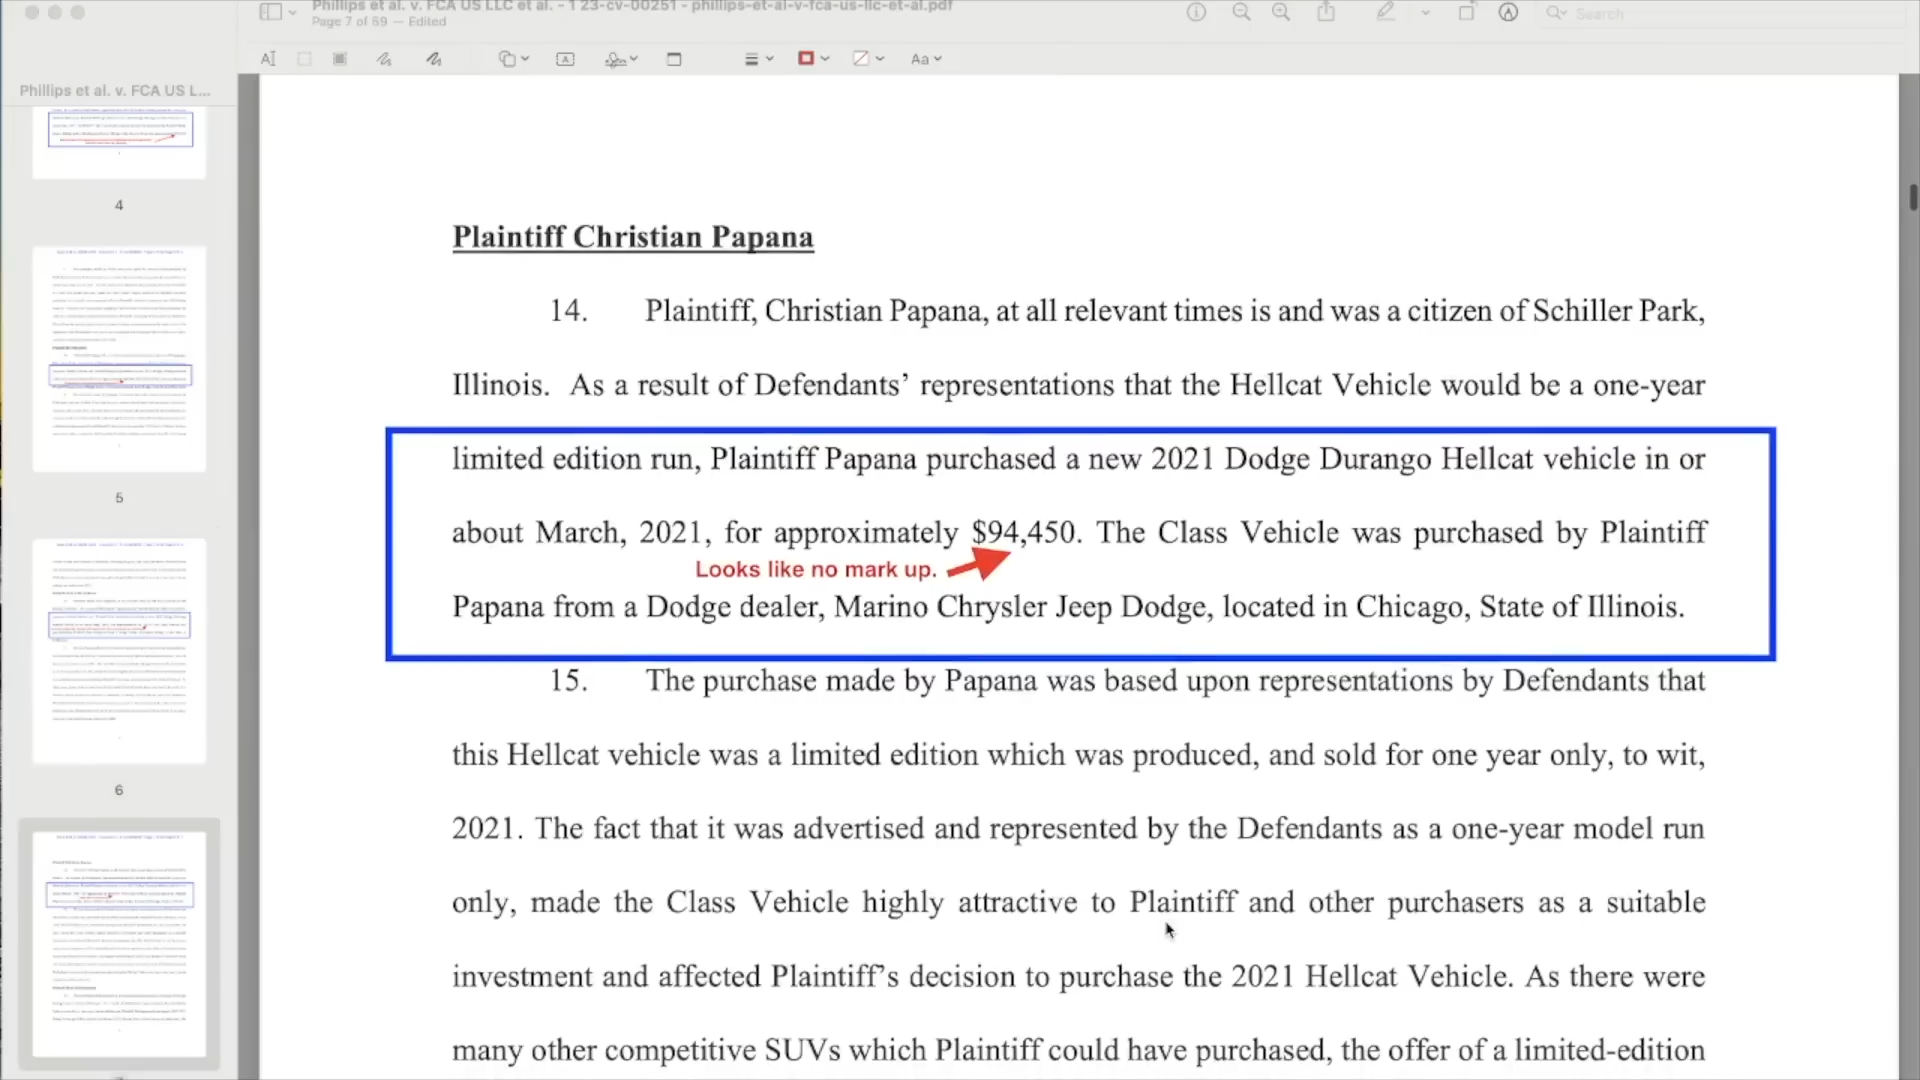 Phillips et al. v. FCA US LLC et al. - 1 23-cv-00251 - phillips-et-al-v-fca-us-llc-et-al.pdf
Page 7 of 59 — Edited
Search
Aa
Phillips et al. v. FCA US L...
4
5
6
Plaintiff Christian Papana
14. Plaintiff, Christian Papana, at all relevant times is and was a citizen of Schiller Park,
Illinois. As a result of Defendants’ representations that the Hellcat Vehicle would be a one-year
limited edition run, Plaintiff Papana purchased a new 2021 Dodge Durango Hellcat vehicle in or
about March, 2021, for approximately $94,450. The Class Vehicle was purchased by Plaintiff
Looks like no mark up.
Papana from a Dodge dealer, Marino Chrysler Jeep Dodge, located in Chicago, State of Illinois.
15. The purchase made by Papana was based upon representations by Defendants that
this Hellcat vehicle was a limited edition which was produced, and sold for one year only, to wit,
2021. The fact that it was advertised and represented by the Defendants as a one-year model run
only, made the Class Vehicle highly attractive to Plaintiff and other purchasers as a suitable
investment and affected Plaintiff’s decision to purchase the 2021 Hellcat Vehicle. As there were
many other competitive SUVs which Plaintiff could have purchased, the offer of a limited-edition